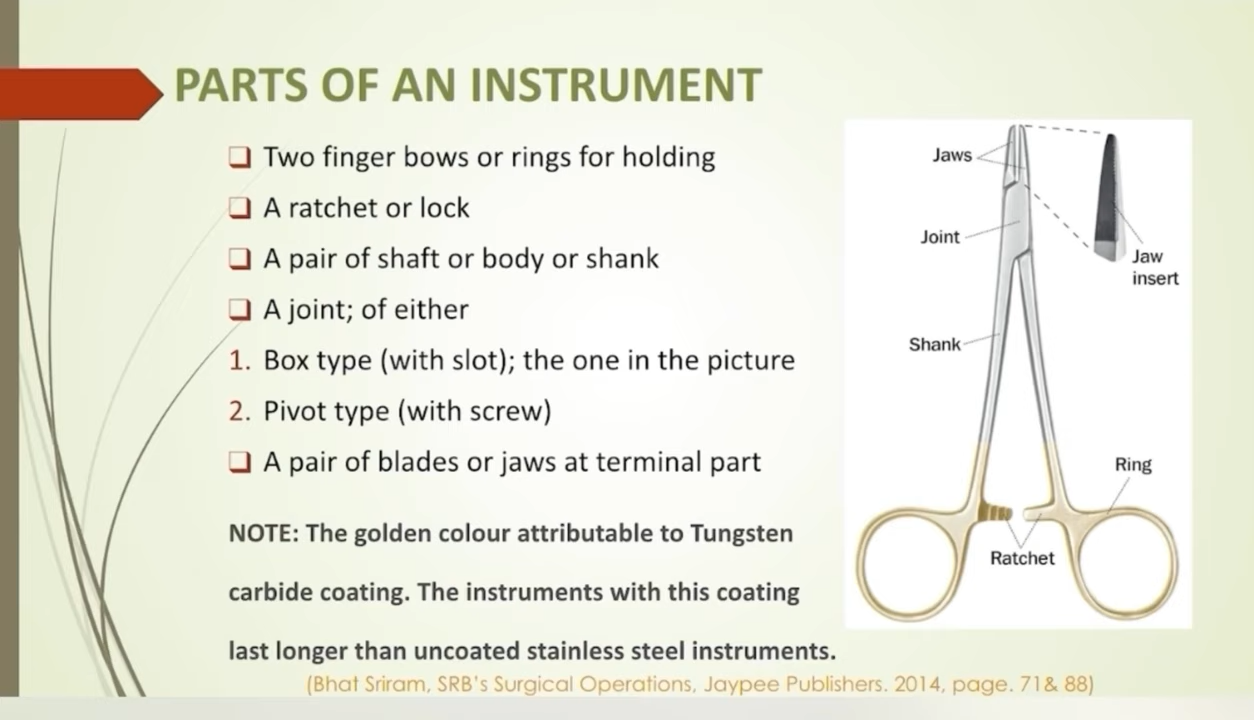 PARTS OF AN INSTRUMENT
Two finger bows or rings for holding
A ratchet or lock
A pair of shaft or body or shank
A joint; of either
1. Box type (with slot); the one in the picture
2. Pivot type (with screw)
A pair of blades or jaws at terminal part
NOTE: The golden colour attributable to Tungsten
carbide coating. The instruments with this coating
last longer than uncoated stainless steel instruments.
(Bhat Sriram, SRB's Surgical Operations, Jaypee Publishers. 2014, page. 71& 88)
Jaws
Joint
Jaw
insert
Shank
Ring
Ratchet